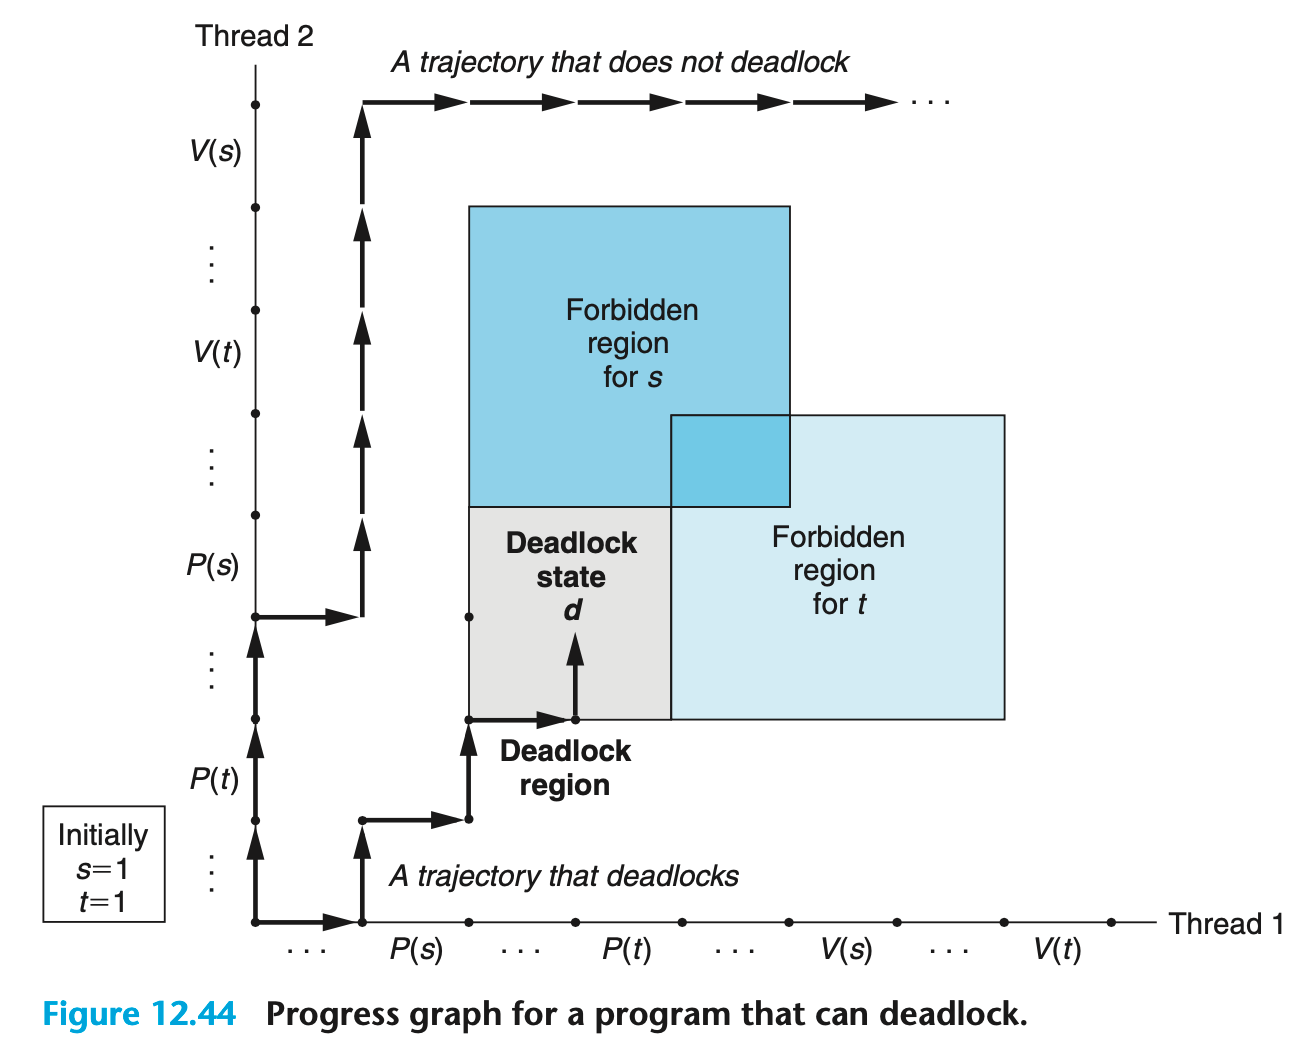 Thread 2
A trajectory that does not deadlock
. . .
V(s)
. . .
V(t)
. . .
P(s)
. . .
P(t)
. . .
Forbidden
region
for s
Forbidden
region
for t
Deadlock
state
d
Deadlock
region
Initially
s=1
t=1
A trajectory that deadlocks
Thread 1
. . . P(s) . . . P(t) . . . V(s) . . . V(t)
Figure 12.44 Progress graph for a program that can deadlock.